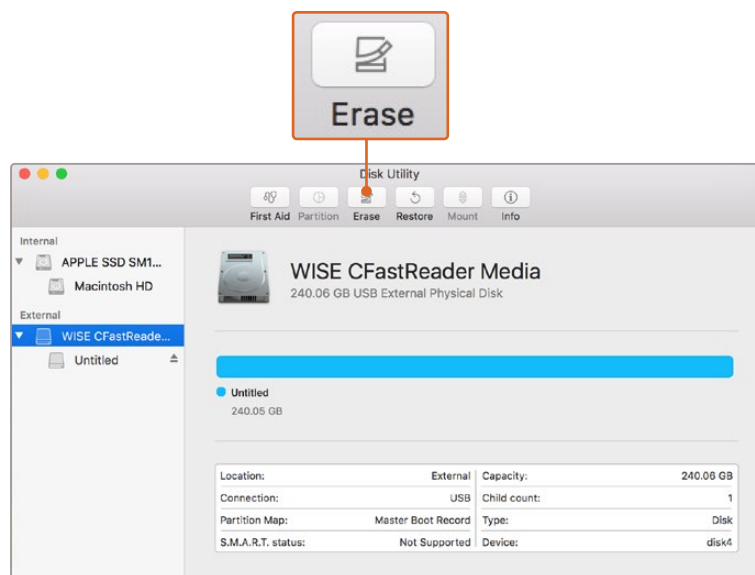 Erase
Disk Utility
First Aid Partition Erase Restore Mount Info
Internal
APPLE SSD SM1...
Macintosh HD
External
WISE CFastReade...
Untitled
WISE CFastReader Media
240.06 GB USB External Physical Disk
Untitled
240.05 GB
Location: External Capacity: 240.06 GB
Connection: USB Child count: 1
Partition Map: Master Boot Record Type: Disk
S.M.A.R.T. status: Not Supported Device: disk4